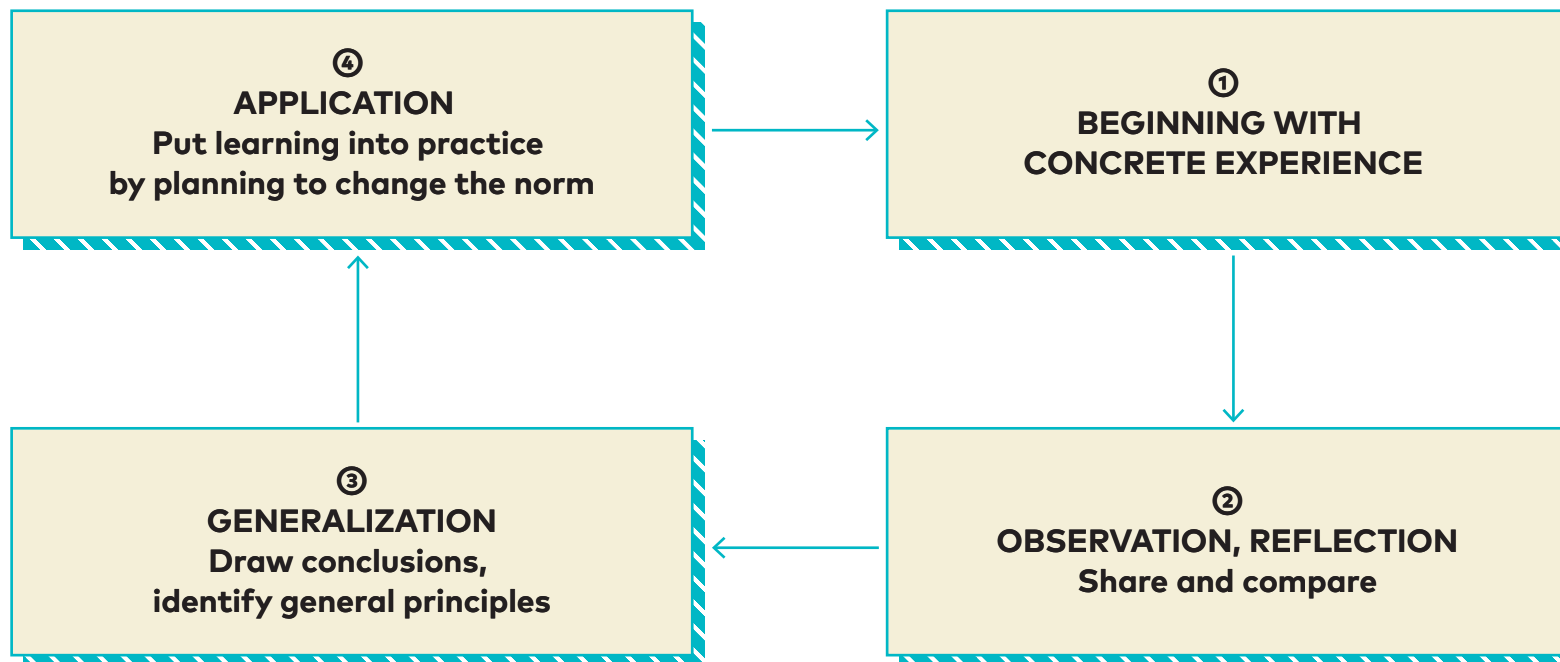 ④
APPLICATION
Put learning into practice
by planning to change the norm
①
BEGINNING WITH
CONCRETE EXPERIENCE
③
GENERALIZATION
Draw conclusions,
identify general principles
②
OBSERVATION, REFLECTION
Share and compare